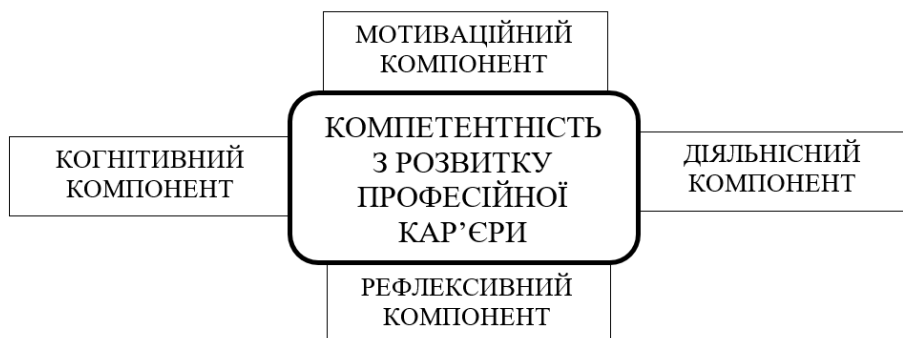 МОТИВАЦІЙНИЙ
КОМПОНЕНТ
КОГНІТИВНИЙ
КОМПОНЕНТ
КОМПЕТЕНТНІСТЬ
З РОЗВИТКУ
ПРОФЕСІЙНОЇ
КАР’ЄРИ
ДІЯЛЬНІСНИЙ
КОМПОНЕНТ
РЕФЛЕКСИВНИЙ
КОМПОНЕНТ